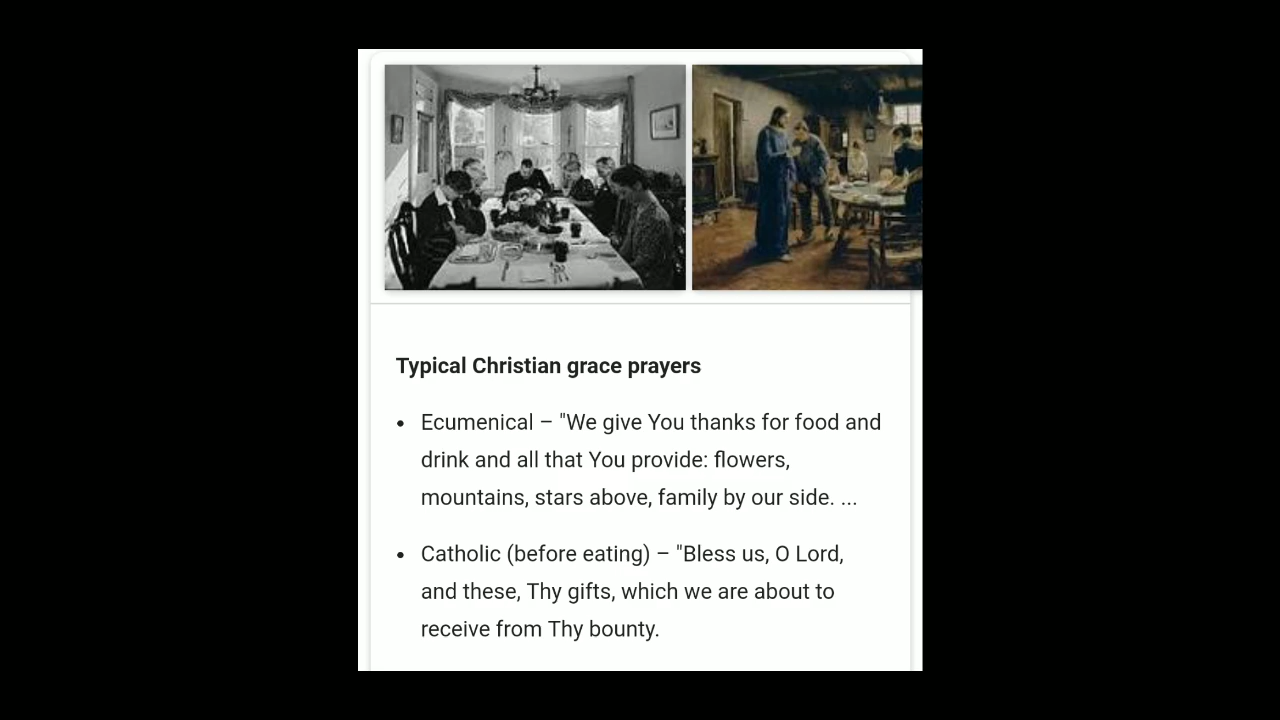 Typical Christian grace prayers
• Ecumenical – "We give You thanks for food and
drink and all that You provide: flowers,
mountains, stars above, family by our side. ...
• Catholic (before eating) – "Bless us, O Lord,
and these, Thy gifts, which we are about to
receive from Thy bounty.